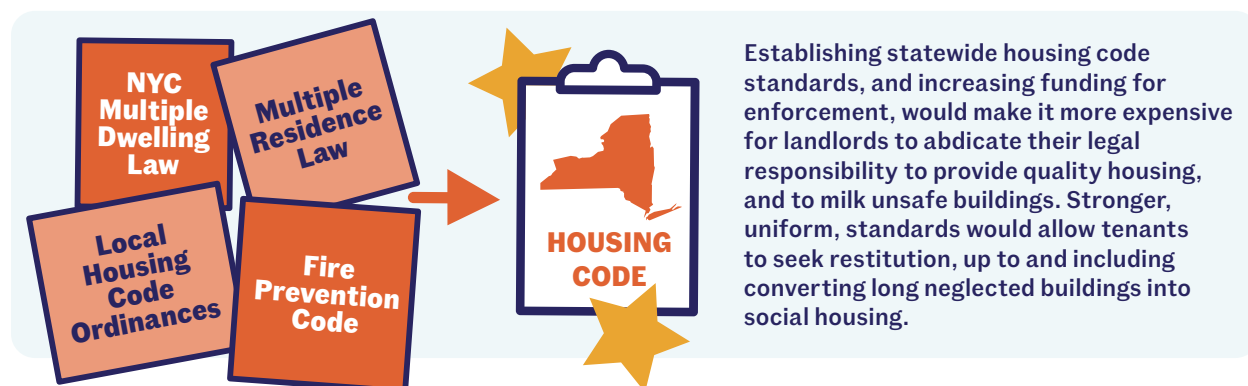 NYC
Multiple
Dwelling
Law
Multiple
Residence
Law
Local
Housing
Code
Ordinances
Fire
Prevention
Code
HOUSING
CODE
Establishing statewide housing code
standards, and increasing funding for
enforcement, would make it more expensive
for landlords to abdicate their legal
responsibility to provide quality housing,
and to milk unsafe buildings. Stronger,
uniform, standards would allow tenants
to seek restitution, up to and including
converting long neglected buildings into
social housing.